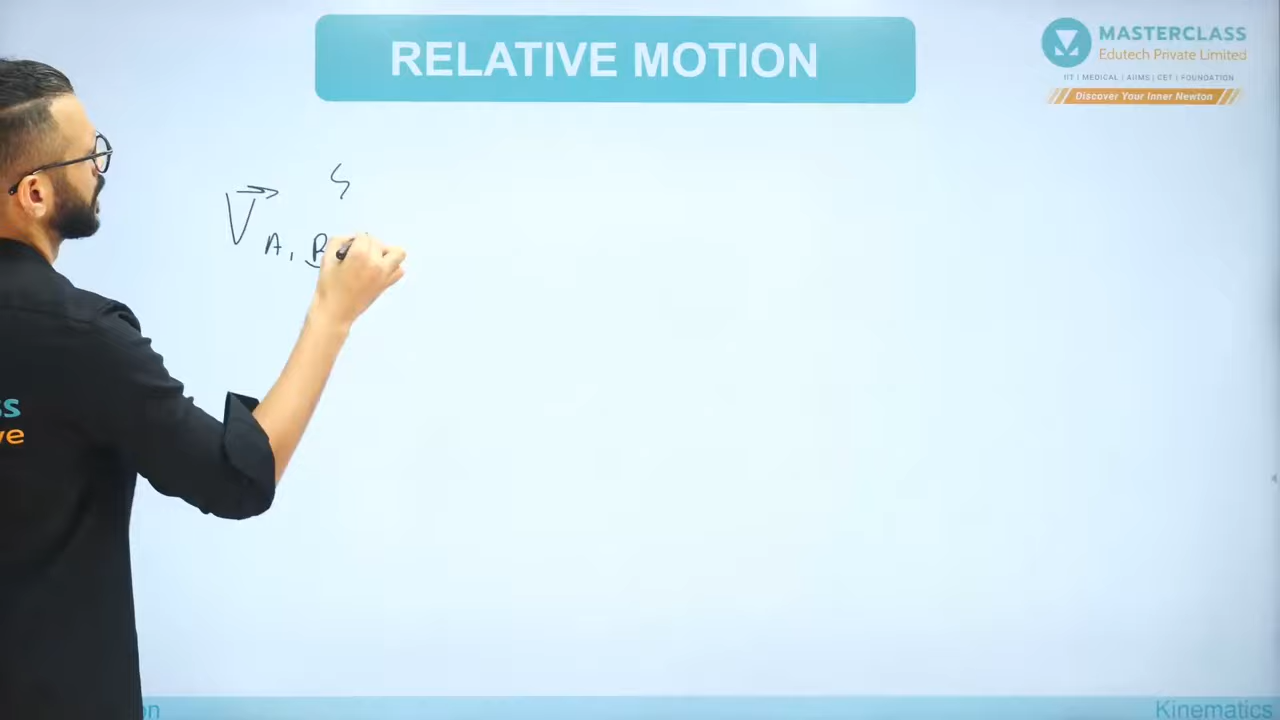 RELATIVE MOTION
MASTERCLASS
Edutech Private Limited
IIT | MEDICAL | AIIMS | CET | FOUNDATION
Discover Your Inner Newton
V A, B
Kinematics